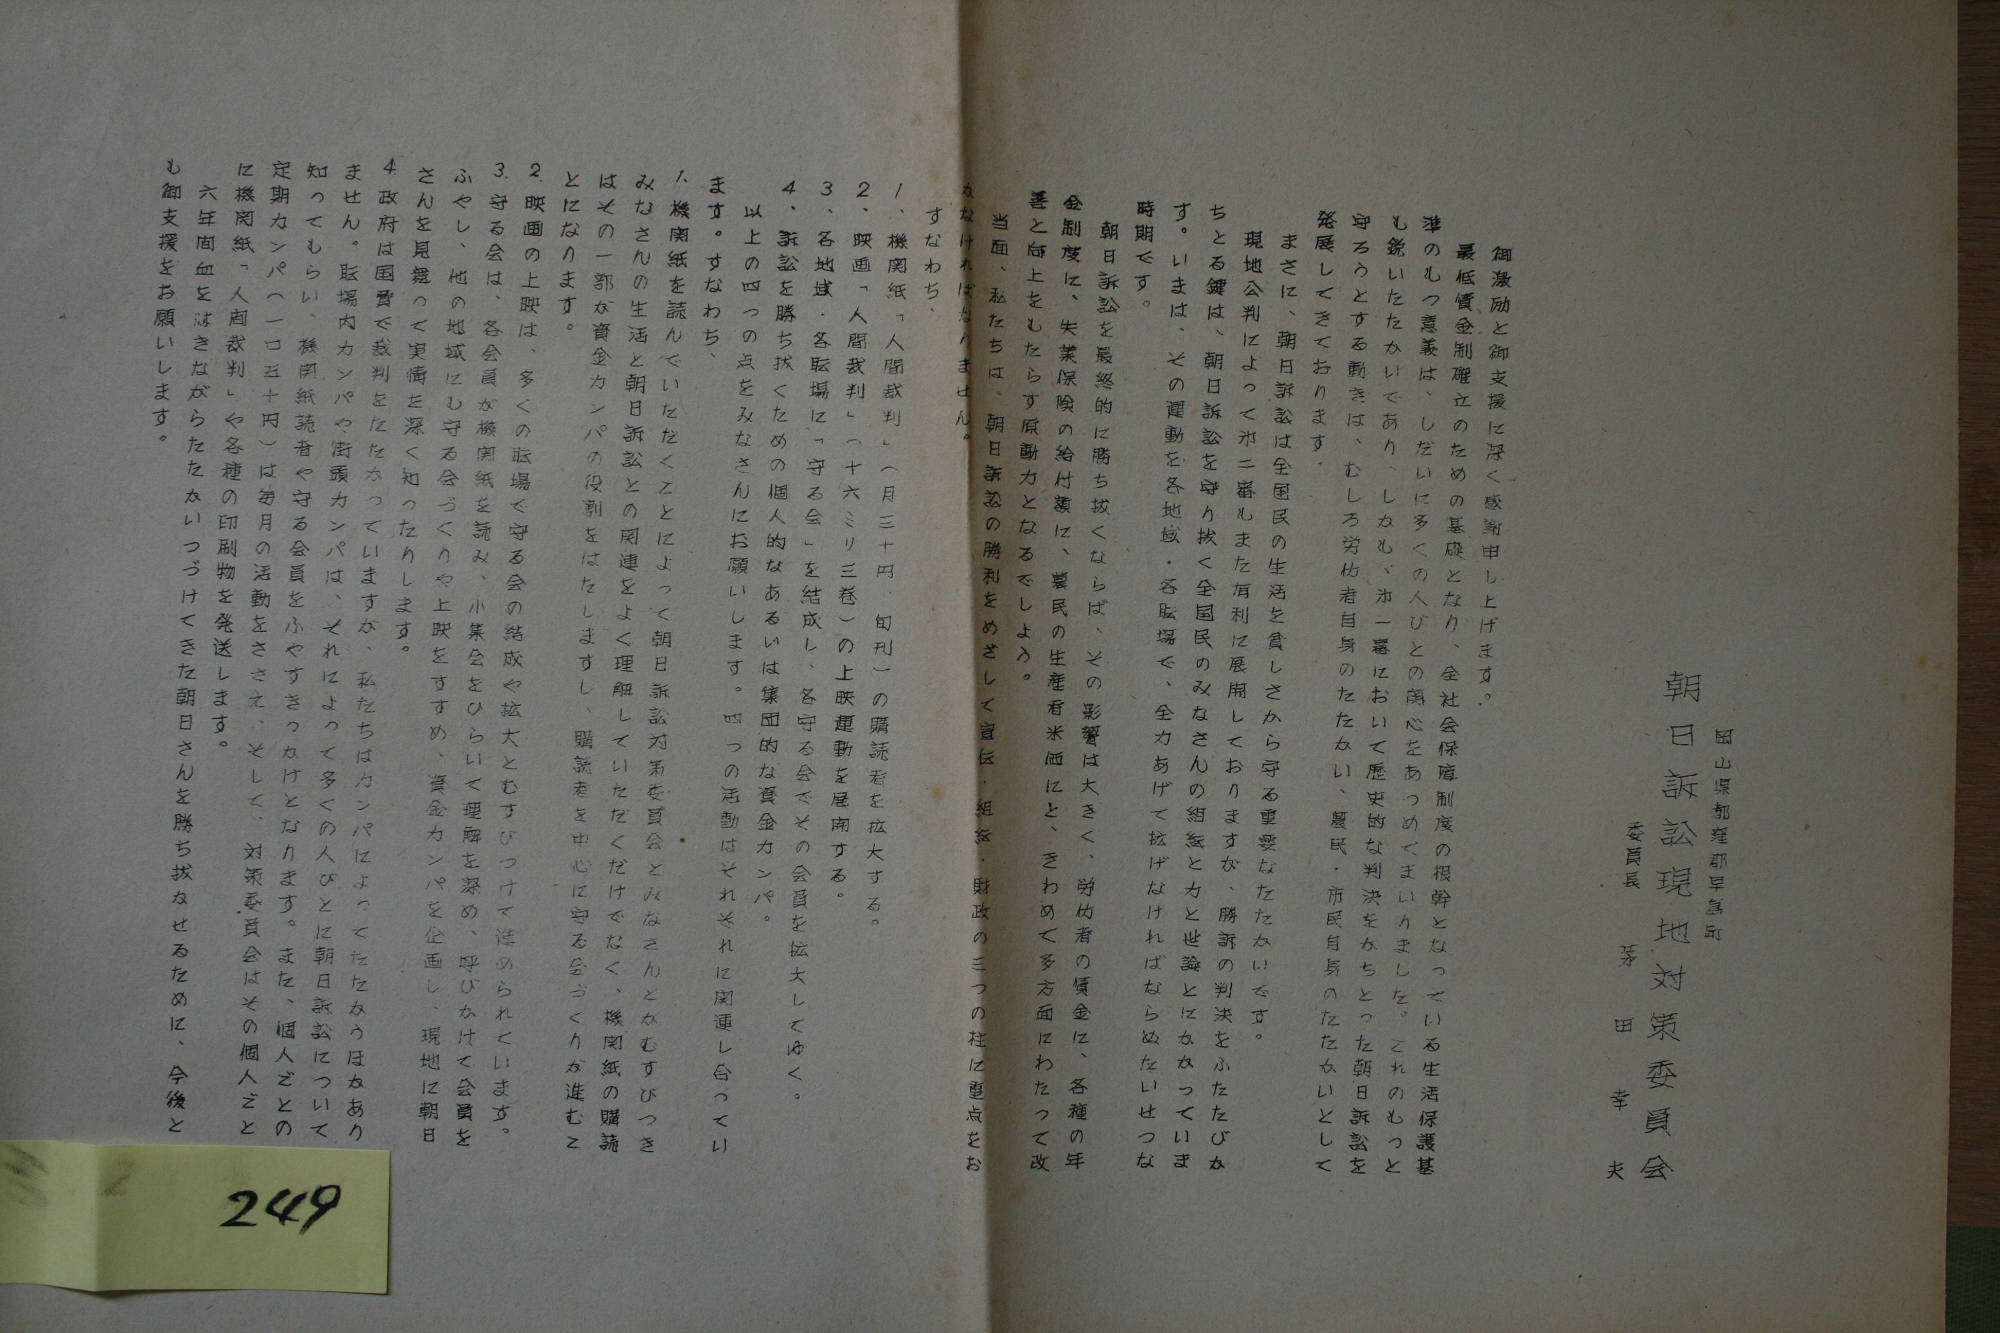 岡山県都窪郡早島町
朝日訴訟現地対策委員会
委員長　　田　幸　夫
御激励と御支援に深く感謝申し上げます。
最低賃金制確立のための基礎となり、全社会保障制度の根幹となっている生活保護基
準のもつ意義は、しだいに多くの人びとの関心をあつめてまいりました。これのもっと
も鋭いたたかいであり、しかも、㐧一審において歴史的な判決をかちとった朝日訴訟を
守ろうとする動きは、むしろ労仂者自身のたたかい、農民・市民自身のたたかいとして
発展してきております。
まさに、朝日訴訟は全国民の生活を貧しさから守る重要なたたかいです。
現地公判によって㐧二審もまた有利に展開しておりますが、勝訴の判決をふたたびか
ちとる鍵は、朝日訴訟を守り抜く全国民のみなさんの組織と力と世論とにかかっていま
す。いまは、その運動を各地域・各职場で、全力あげて拡げなければならぬたいせつな
時期です。
朝日訴訟を最終的に勝ち抜くならば、その影響は大きく、労仂者の賃金に、各種の年
金制度に、失業保険の給付額に、農民の生産者米価にと、きわめて多方面にわたって改
善と向上をもたらす原動力となるでしょう。
当面、私たちは、朝日訴訟の勝利をめざして宣伝・組織・財政の三つの柱に重点をお
かなければなりません。
すなわち、
1、機関紙「人間裁判」（月三十円、旬刊）の購読者を拡大する。
2、映画「人間裁判」（十六ミリ三巻）の上映運動を展開する。
3、各地域・各职場に「守る会」を結成し、各守る会でその会員を拡大してゆく。
4、訴訟を勝ち抜くための個人的なあるいは集団的な資金カンパ。
以上の四つの点をみなさんにお願いします。四つの活動はそれぞれに関連し合ってい
ます。すなわち、
1. 機関紙を読んでいただくことによって朝日訴訟対策委員会とみなさんとがむすびつき
みなさんの生活と朝日訴訟との関連をよく理解していただくだけでなく、機関紙の購読
はその一部が資金カンパの役割をはたしますし、購読者を中心に守る会づくりが進むこ
とになります。
2. 映画の上映は、多くの职場で守る会の結成や拡大とむすびつけて進められています。
3. 守る会は、各会員が機関紙を読み、小集会をひらいて理解を深め、呼びかけて会員を
ふやし、他の地域にも守る会づくりや上映をすすめ、資金カンパを企画し、現地に朝日
さんを見舞って実情を深く知ったりします。
4. 政府は国費で裁判をたたかっていますが、私たちはカンパによってたたかうほかあり
ません。职場内カンパや街頭カンパは、それによって多くの人びとに朝日訴訟について
知ってもらい、機関紙読者や守る会員をふやすきっかけとなります。また、個人ごとの
定期カンパ（一口五十円）は毎月の活動をささえ、そして、対策委員会はその個人ごと
に機関紙「人間裁判」や各種の印刷物を発送します。
六年間血をはきながらたたかいつづけてきた朝日さんを勝ち抜かせるために、今後と
も御支援をお願いします。
249